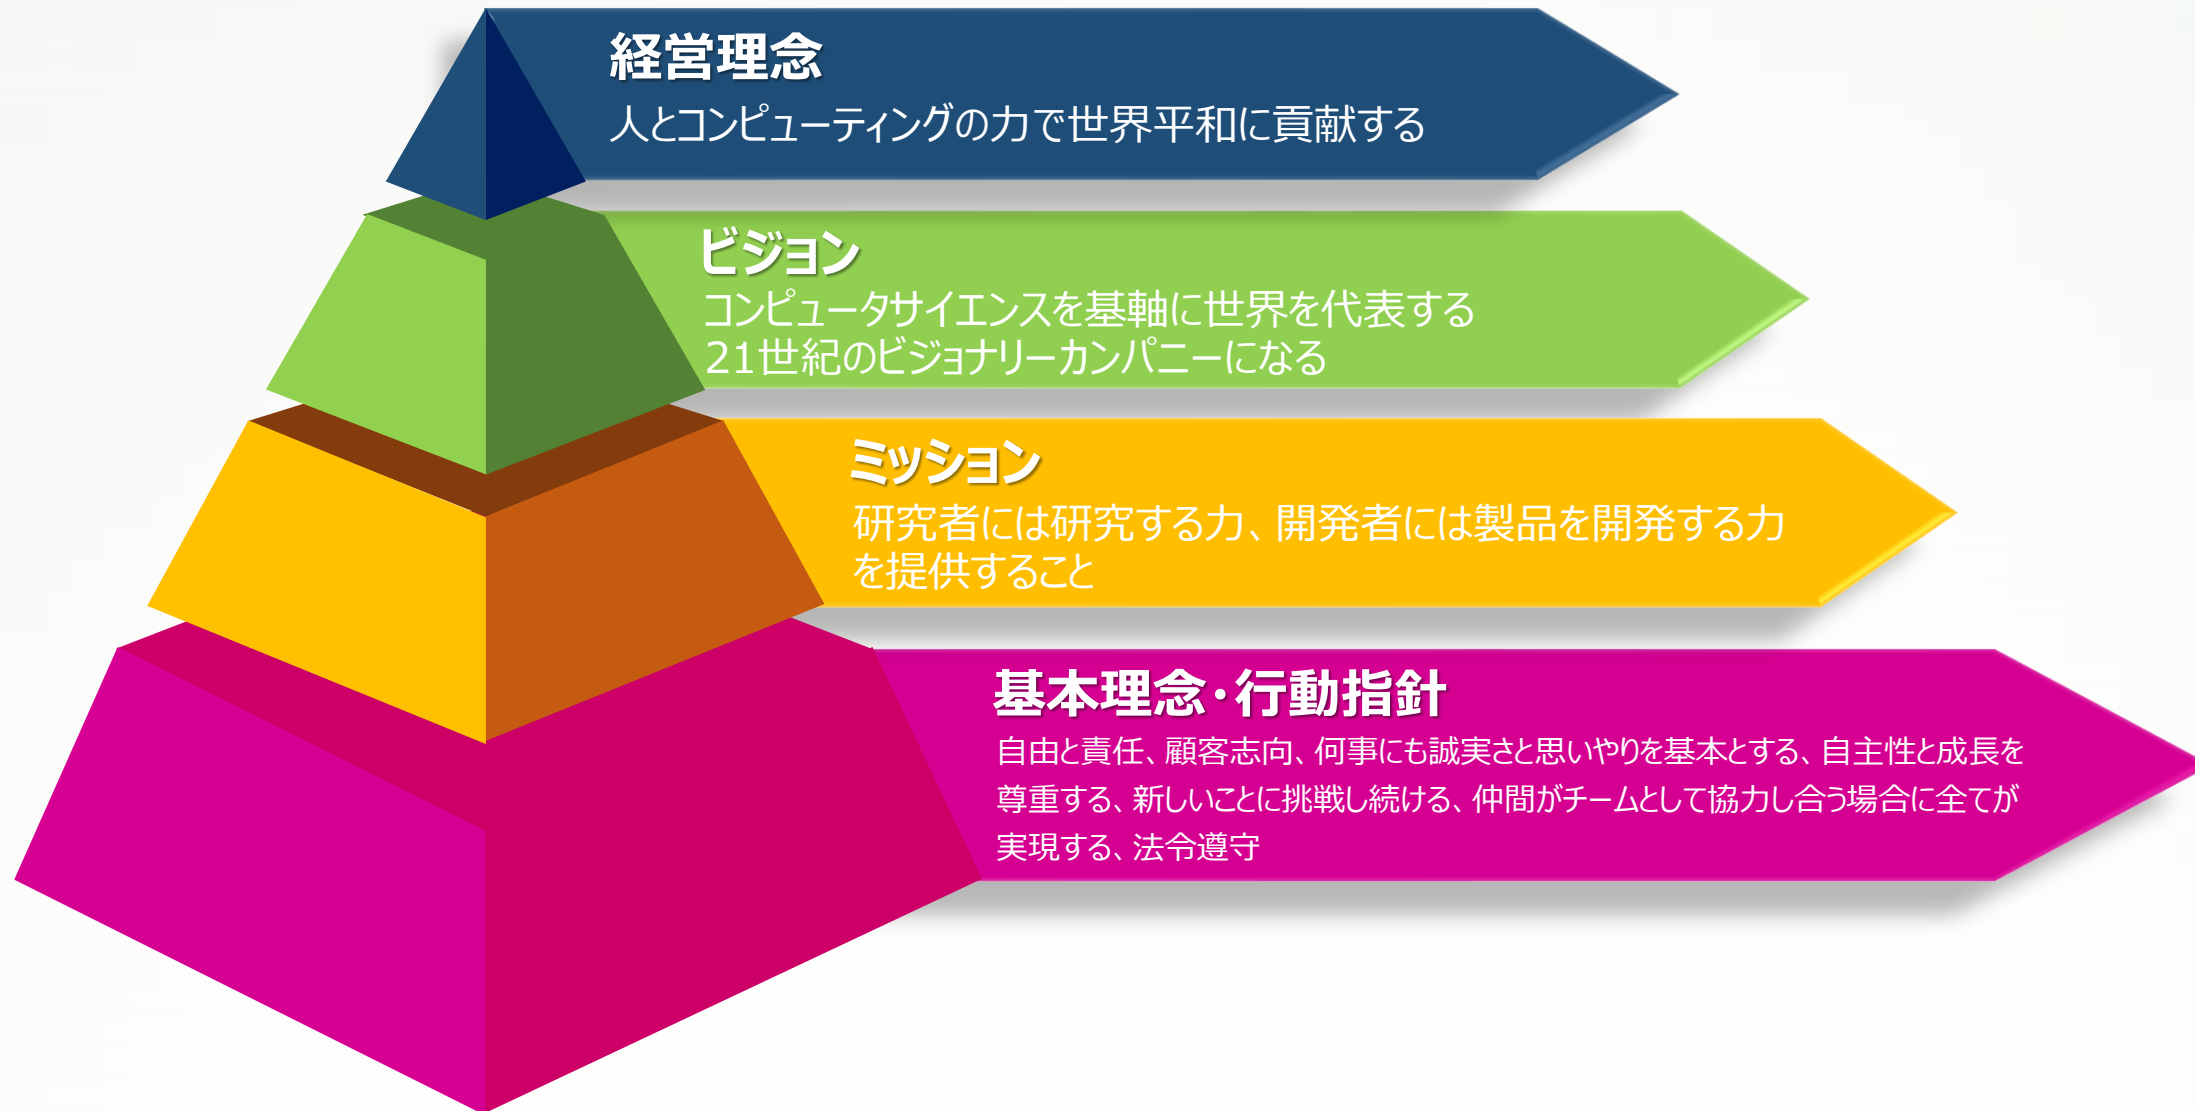 経営理念
人とコンピューティングの力で世界平和に貢献する
ビジョン
コンピュータサイエンスを基軸に世界を代表する
21世紀のビジョナリーカンパニーになる
ミッション
研究者には研究する力、開発者には製品を開発する力
を提供すること
基本理念・行動指針
自由と責任、顧客志向、何事にも誠実さと思いやりを基本とする、自主性と成長を
尊重する、新しいことに挑戦し続ける、仲間がチームとして協力し合う場合に全てが
実現する、法令遵守